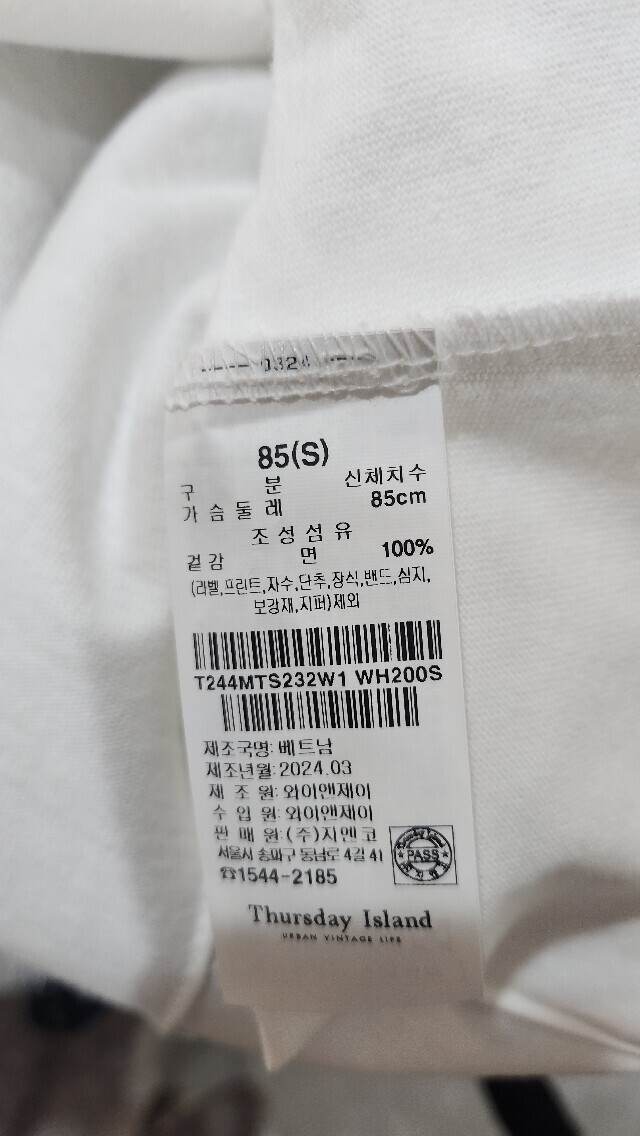 0324
85(S)
구 분 신체치수
가슴둘레 85cm
조성섬유
겉감 면 100%
(라벨,프린트,자수,단추,장식,밴드,심지,
보강재,지퍼)제외
T244MTS232W1 WH200S
제조국명:베트남
제조년월:2024.03
제 조 원:와이앤제이
수 입 원:와이앤제이
판 매 원:(주)지엔코
서울시 송파구 동남로 4길 41
☎1544-2185
PASS
Thursday Island
URBAN VINTAGE LIFE